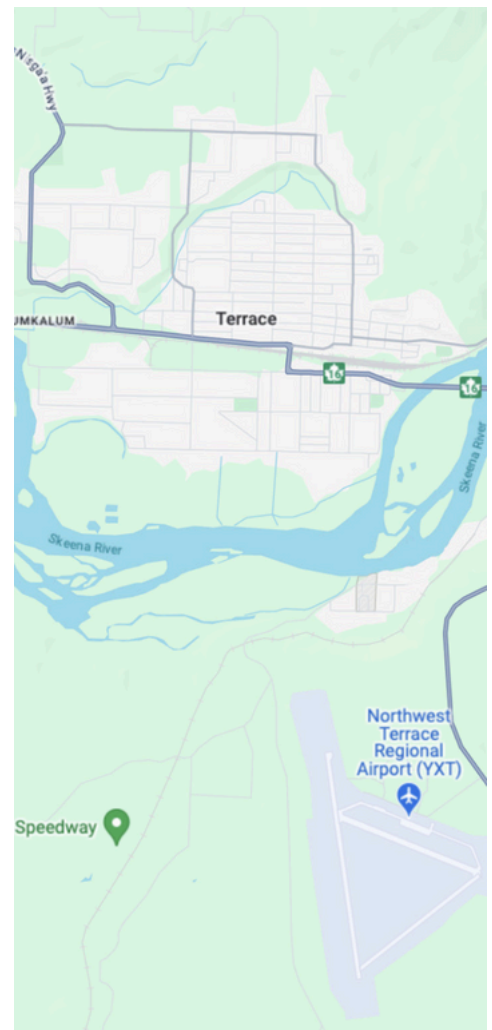 Nisga'a Hwy
UMKALUM
Terrace
16
16
Skeena River
Skeena River
Northwest
Terrace
Regional
Airport (YXT)
Speedway